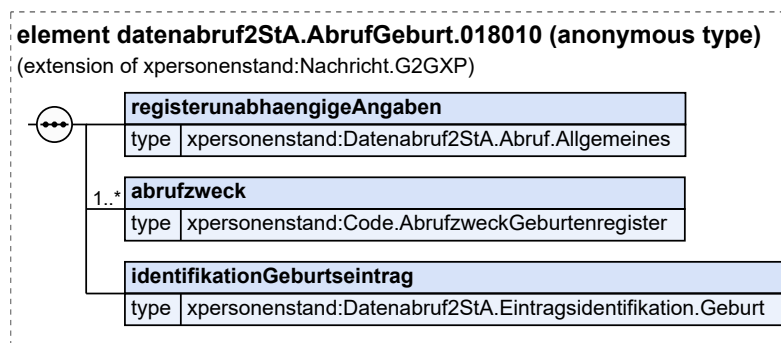 element datenabruf2StA.AbrufGeburt.018010 (anonymous type)
(extension of xpersonenstand:Nachricht.G2GXP)
registerunabhaengigeAngaben
type xpersonenstand:Datenabruf2StA.Abruf.Allgemeines
1..* abrufzweck
type xpersonenstand:Code.AbrufzweckGeburtenregister
identifikationGeburtseintrag
type xpersonenstand:Datenabruf2StA.Eintragsidentifikation.Geburt